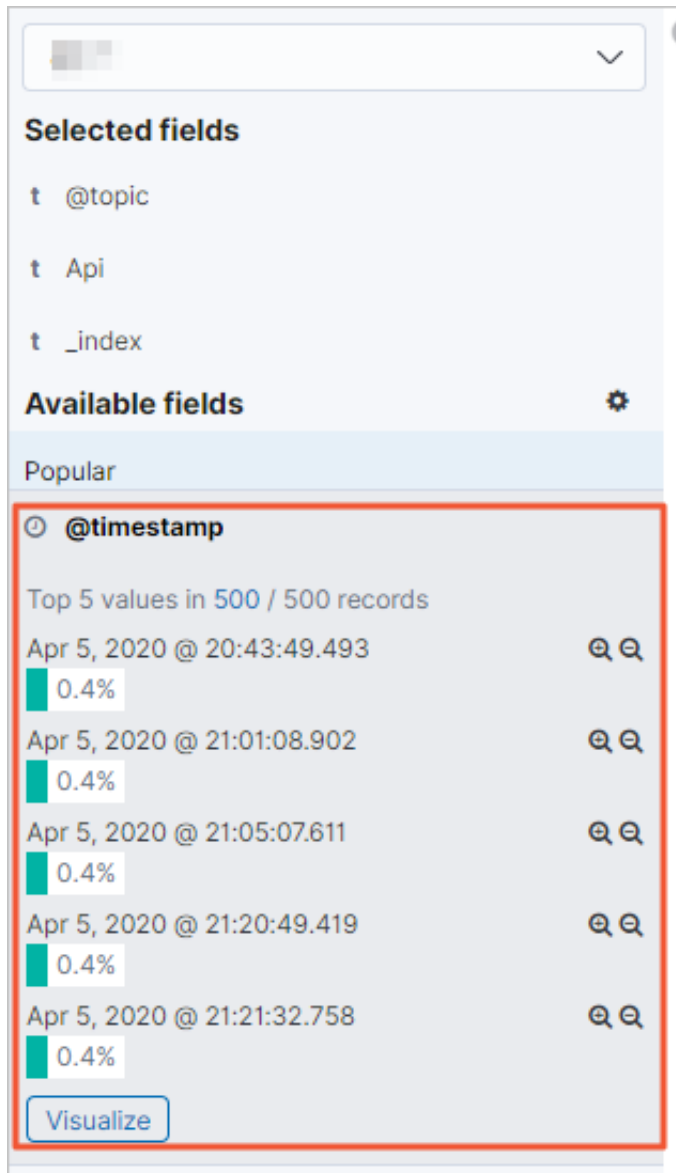 Selected fields
t @topic
t Api
t _index
Available fields
Popular
@timestamp
Top 5 values in 500 / 500 records
Apr 5, 2020 @ 20:43:49.493
0.4%
Apr 5, 2020 @ 21:01:08.902
0.4%
Apr 5, 2020 @ 21:05:07.611
0.4%
Apr 5, 2020 @ 21:20:49.419
0.4%
Apr 5, 2020 @ 21:21:32.758
0.4%
Visualize